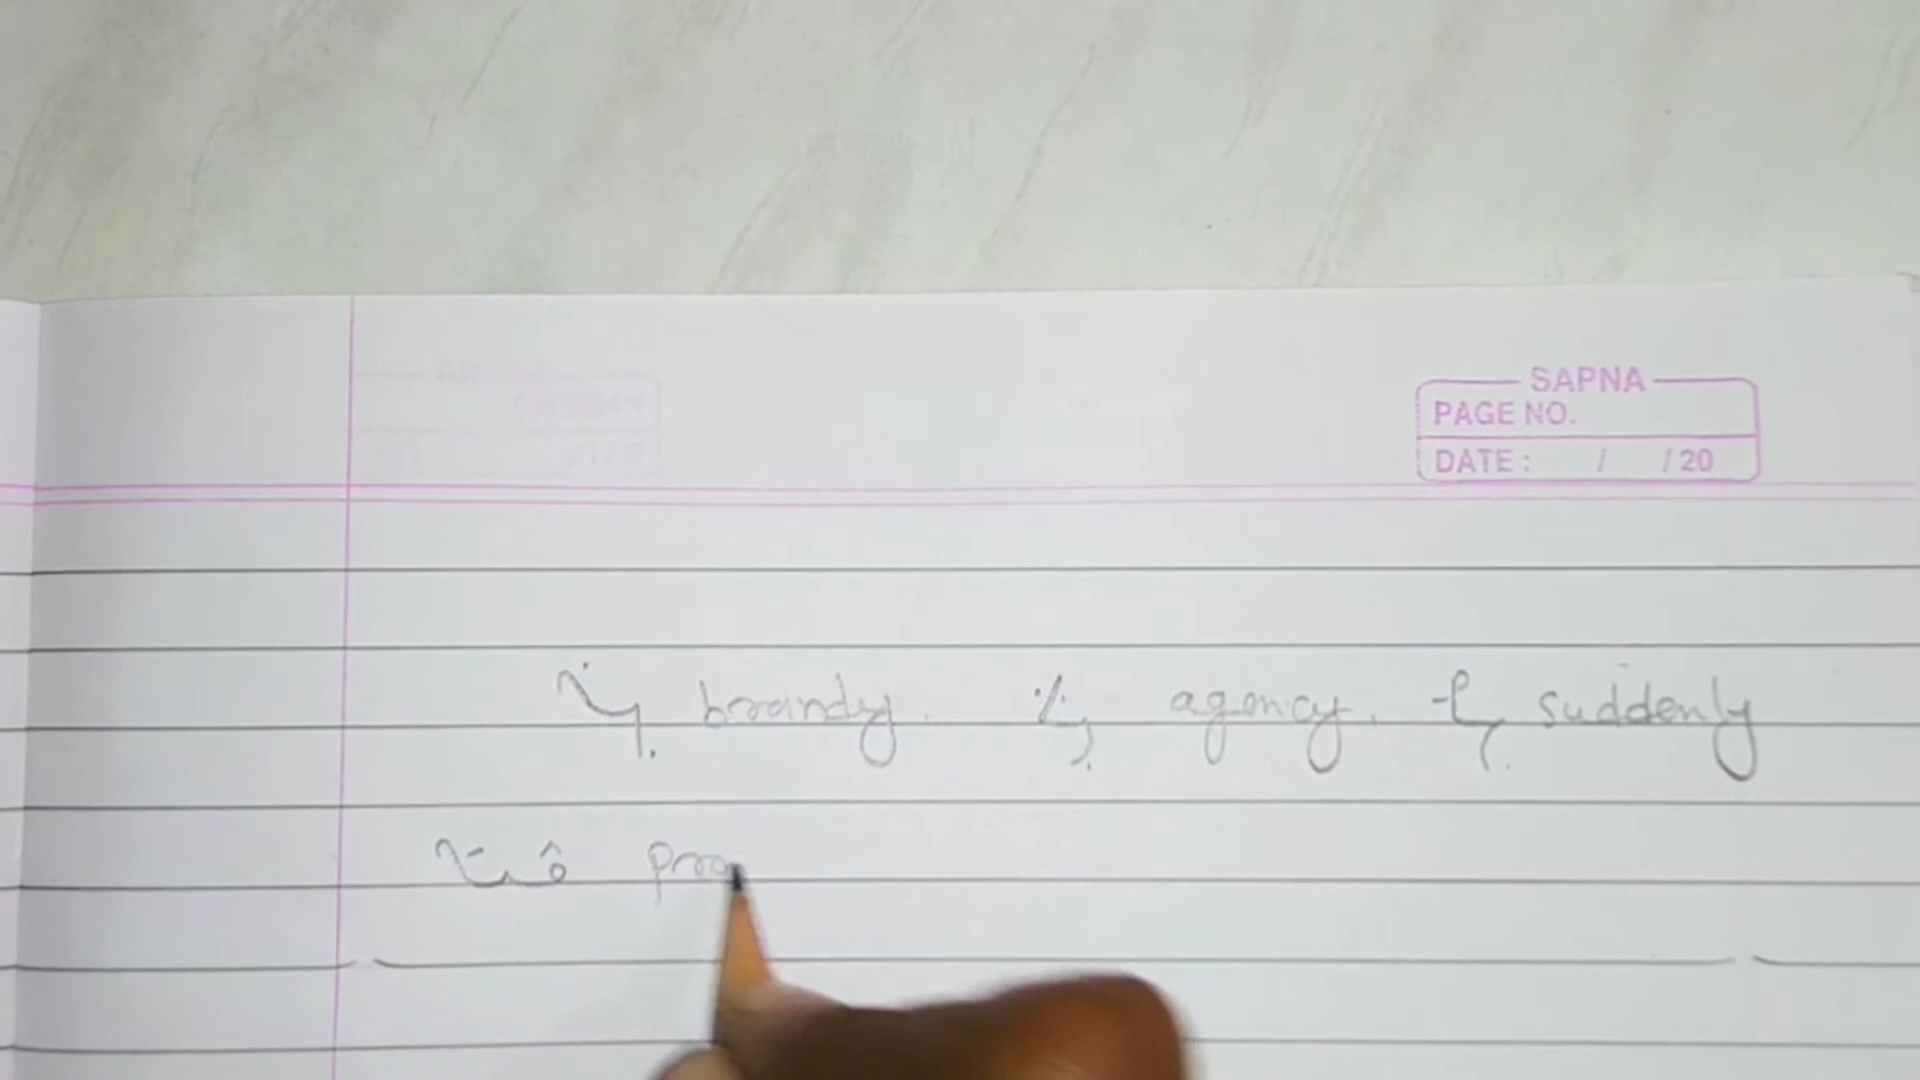 SAPNA
PAGE NO.
DATE : / / 20
brandy. agency. suddenly
pro